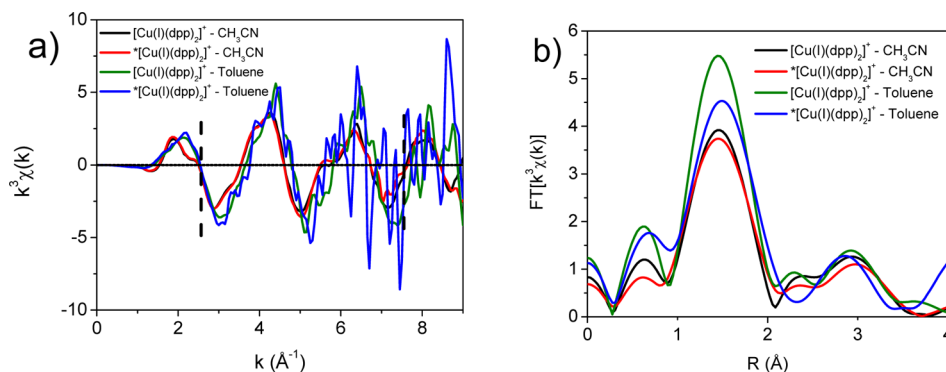 a)
[Cu(I)(dpp)₂]⁺ - CH₃CN
*[Cu(I)(dpp)₂]⁺ - CH₃CN
[Cu(I)(dpp)₂]⁺ - Toluene
*[Cu(I)(dpp)₂]⁺ - Toluene
10
5
0
-5
-10
k³χ(k)
0 2 4 6 8
k (Å⁻¹)
b)
[Cu(I)(dpp)₂]⁺ - CH₃CN
*[Cu(I)(dpp)₂]⁺ - CH₃CN
[Cu(I)(dpp)₂]⁺ - Toluene
*[Cu(I)(dpp)₂]⁺ - Toluene
6
5
4
3
2
1
0
FT[k³χ(k)]
0 1 2 3 4
R (Å)